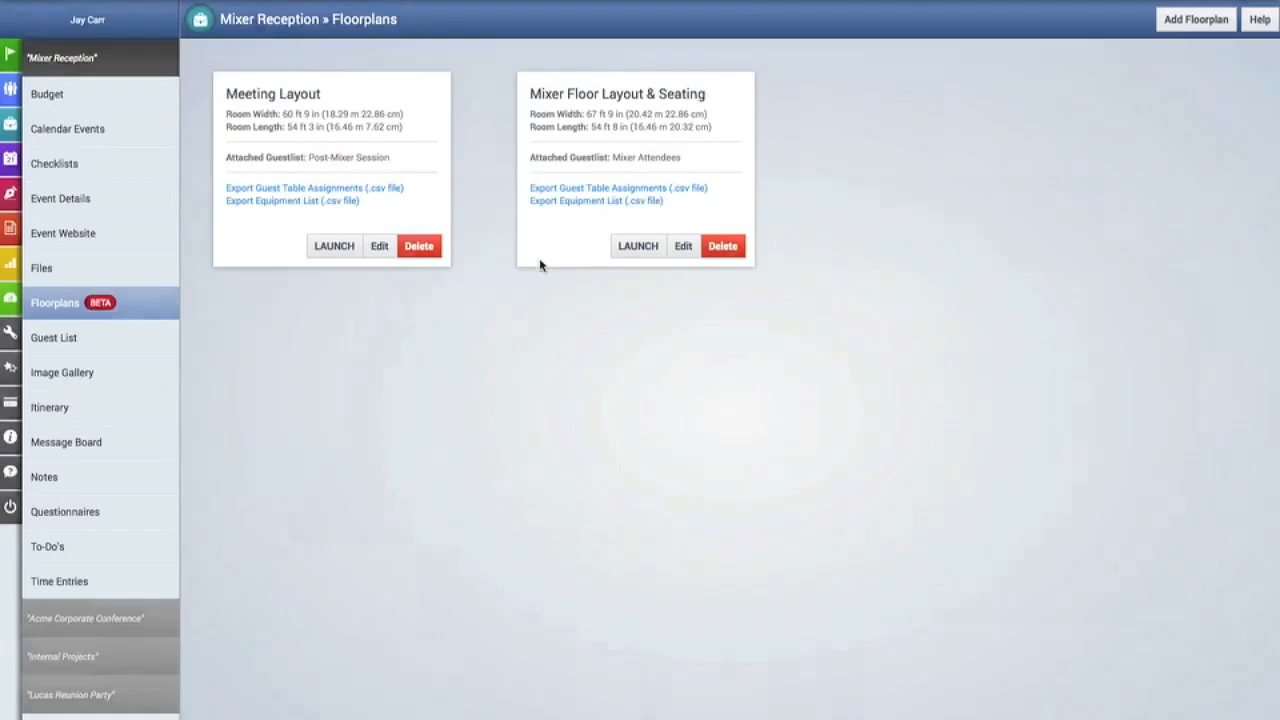 Jay Carr
Mixer Reception » Floorplans
Add Floorplan
Help
"Mixer Reception"
Budget
Calendar Events
Checklists
Event Details
Event Website
Files
Floorplans BETA
Guest List
Image Gallery
Itinerary
Message Board
Notes
Questionnaires
To-Do's
Time Entries
"Acme Corporate Conference"
"Internal Projects"
"Lucas Reunion Party"
Meeting Layout
Room Width: 60 ft 9 in (18.29 m 22.86 cm)
Room Length: 54 ft 3 in (16.46 m 7.62 cm)
Attached Guestlist: Post-Mixer Session
Export Guest Table Assignments (.csv file)
Export Equipment List (.csv file)
LAUNCH Edit Delete
Mixer Floor Layout & Seating
Room Width: 67 ft 9 in (20.42 m 22.86 cm)
Room Length: 54 ft 8 in (16.46 m 20.32 cm)
Attached Guestlist: Mixer Attendees
Export Guest Table Assignments (.csv file)
Export Equipment List (.csv file)
LAUNCH Edit Delete